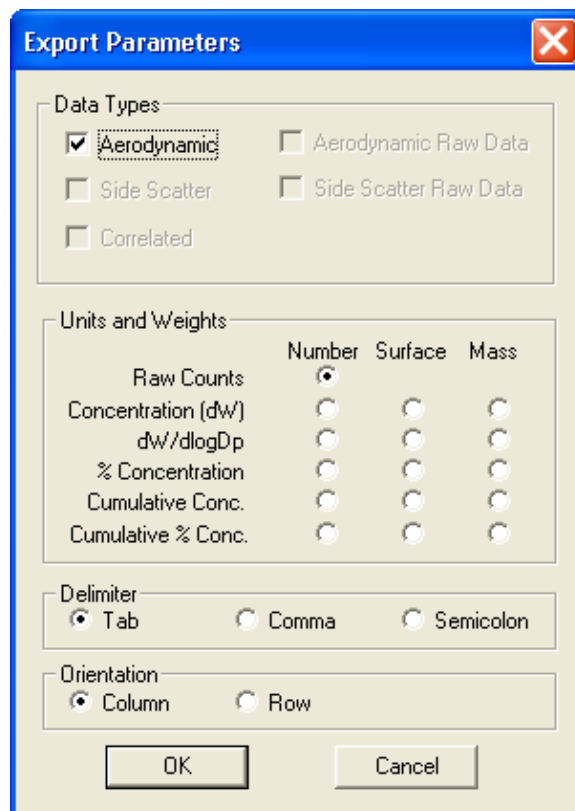 Export Parameters
Data Types
Aerodynamic
Aerodynamic Raw Data
Side Scatter
Side Scatter Raw Data
Correlated
Units and Weights
Number Surface Mass
Raw Counts
Concentration (dW)
dW/dlogDp
% Concentration
Cumulative Conc.
Cumulative % Conc.
Delimiter
Tab Comma Semicolon
Orientation
Column Row
OK Cancel